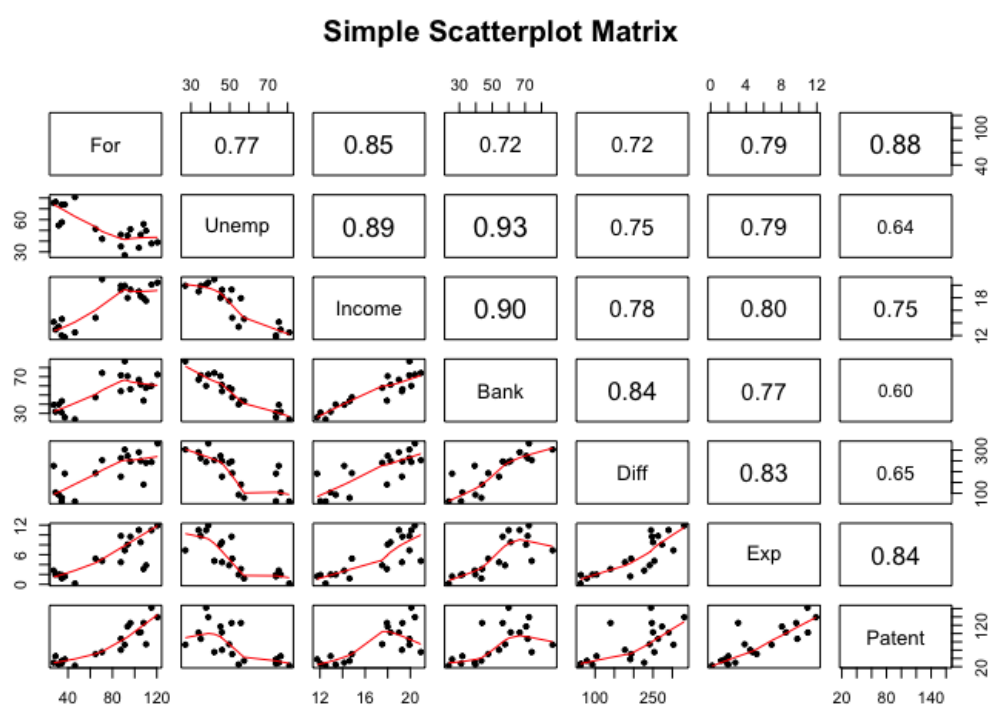 Simple Scatterplot Matrix
30 50 70 30 50 70 0 4 8 12
For 0.77 0.85 0.72 0.72 0.79 0.88 40 100
30 60 Unemp 0.89 0.93 0.75 0.79 0.64
Income 0.90 0.78 0.80 0.75 12 18
30 70 Bank 0.84 0.77 0.60
Diff 0.83 0.65 100 300
0 6 12 Exp 0.84
Patent 20 120
40 80 120 12 16 20 100 250 20 80 140